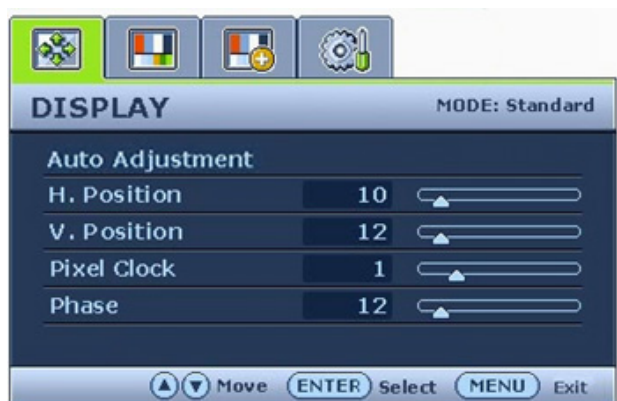 DISPLAY MODE: Standard
Auto Adjustment
H. Position 10
V. Position 12
Pixel Clock 1
Phase 12
Move ENTER Select MENU Exit